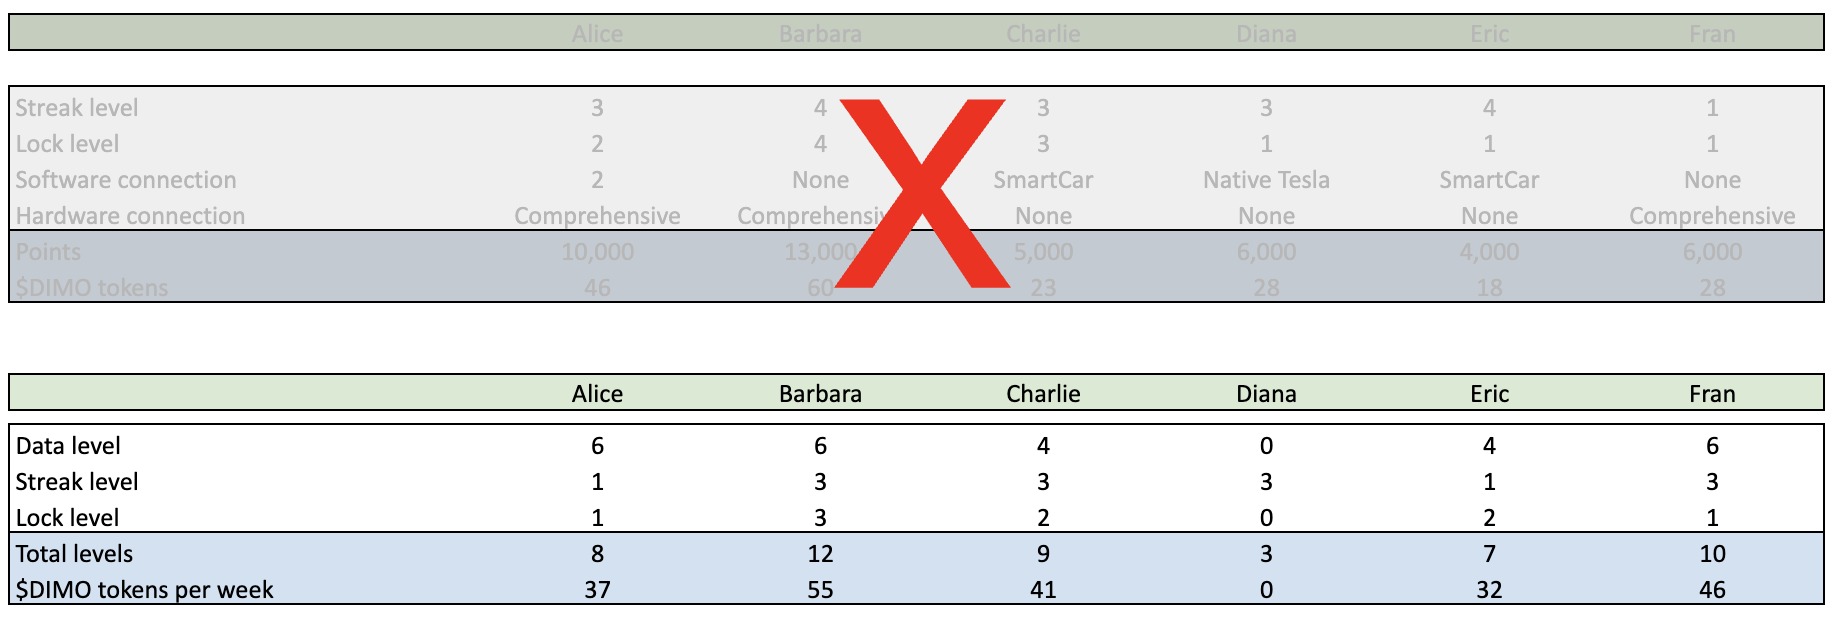 Alice Barbara Charlie Diana Eric Fran
Streak level 3 4 3 3 4 1
Lock level 2 4 3 1 1 1
Software connection 2 None SmartCar Native Tesla SmartCar None
Hardware connection Comprehensive Comprehensiv None None None Comprehensive
Points 10,000 13,000 5,000 6,000 4,000 6,000
$DIMO tokens 46 60 23 28 18 28
X
Alice Barbara Charlie Diana Eric Fran
Data level 6 6 4 0 4 6
Streak level 1 3 3 3 1 3
Lock level 1 3 2 0 2 1
Total levels 8 12 9 3 7 10
$DIMO tokens per week 37 55 41 0 32 46